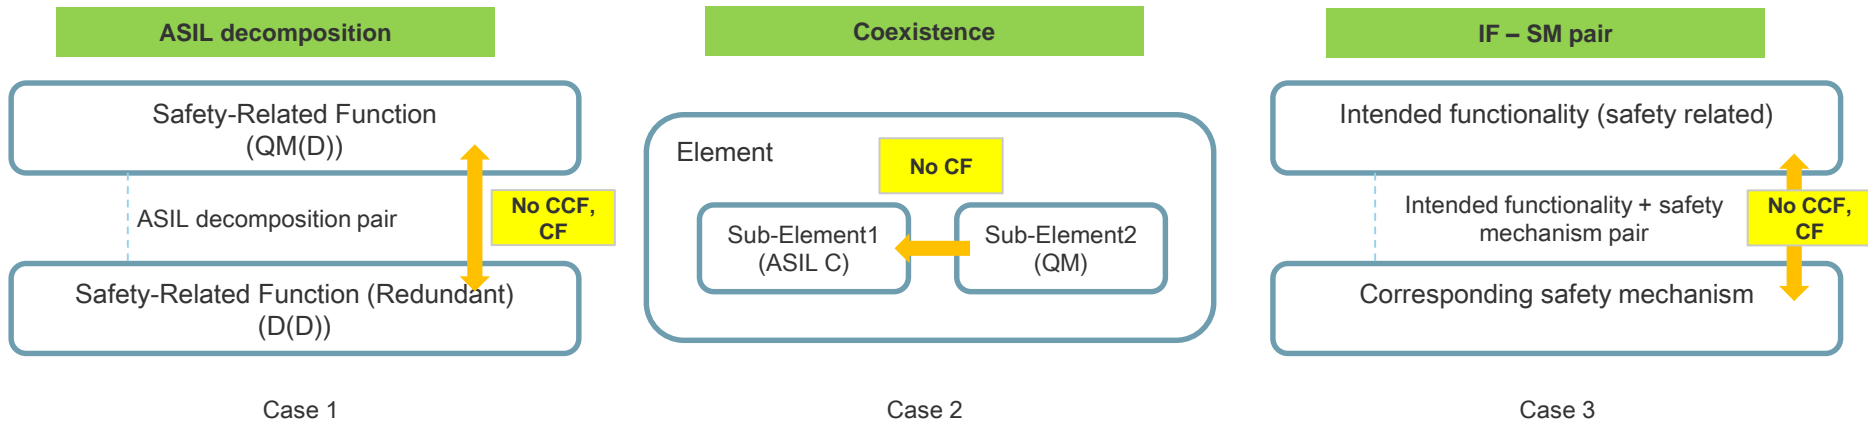 ASIL decomposition
Safety-Related Function
(QM(D))
ASIL decomposition pair
No CCF,
CF
Safety-Related Function (Redundant)
(D(D))
Case 1
Coexistence
Element
No CF
Sub-Element1
(ASIL C)
Sub-Element2
(QM)
Case 2
IF – SM pair
Intended functionality (safety related)
Intended functionality + safety
mechanism pair
No CCF,
CF
Corresponding safety mechanism
Case 3